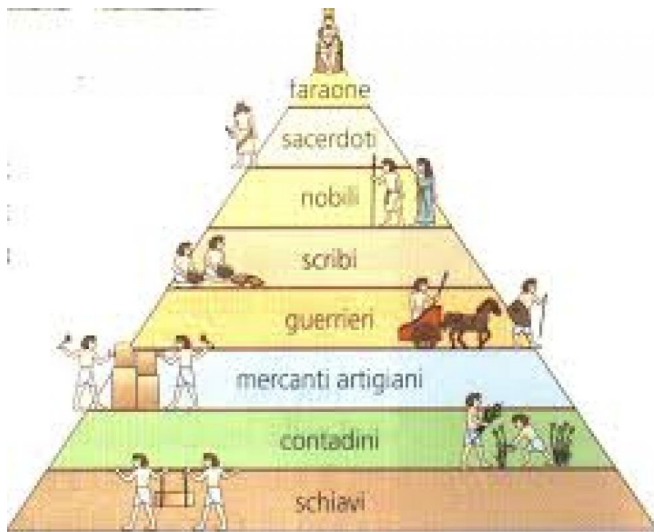 faraone
sacerdoti
nobili
scribi
guerrieri
mercanti artigiani
contadini
schiavi